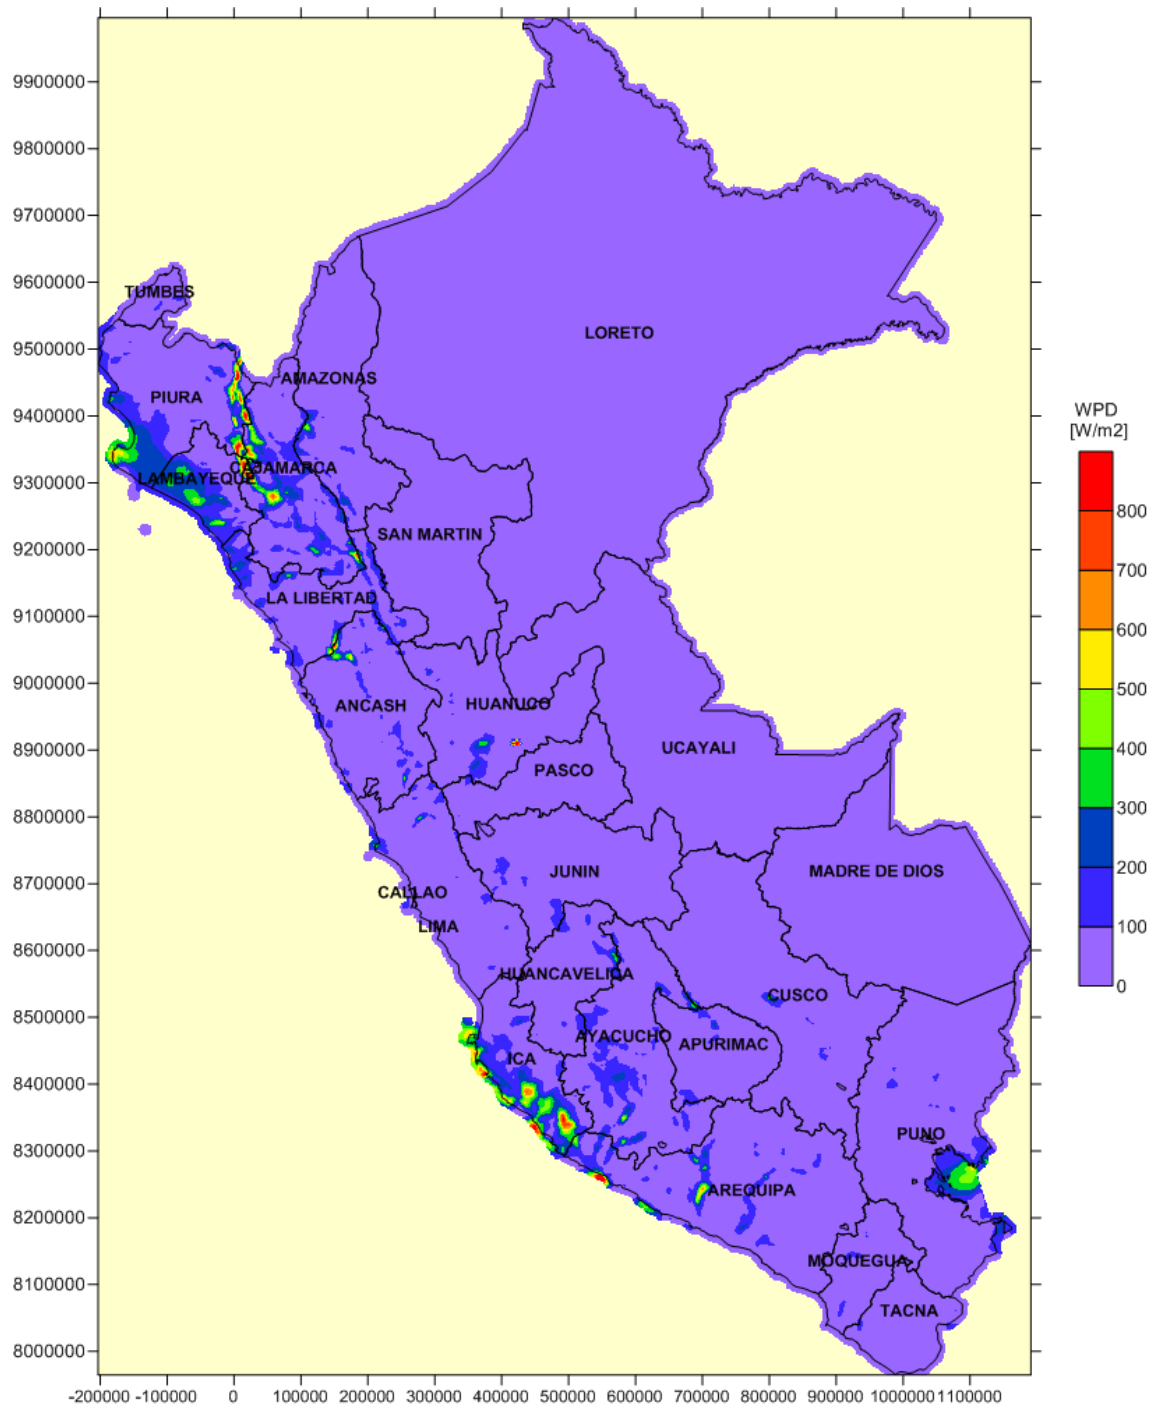 9900000
9800000
9700000
9600000
9500000
9400000
9300000
9200000
9100000
9000000
8900000
8800000
8700000
8600000
8500000
8400000
8300000
8200000
8100000
8000000
TUMBES
LORETO
AMAZONAS
PIURA
CAJAMARCA
LAMBAYEQUE
SAN MARTIN
LA LIBERTAD
ANCASH
HUANUCO
UCAYALI
PASCO
JUNIN
MADRE DE DIOS
CALLAO
LIMA
HUANCAVELICA
CUSCO
AYACUCHO
APURIMAC
ICA
PUNO
AREQUIPA
MOQUEGUA
TACNA
WPD
[W/m2]
800
700
600
500
400
300
200
100
0
-200000 -100000 0 100000 200000 300000 400000 500000 600000 700000 800000 900000 1000000 1100000